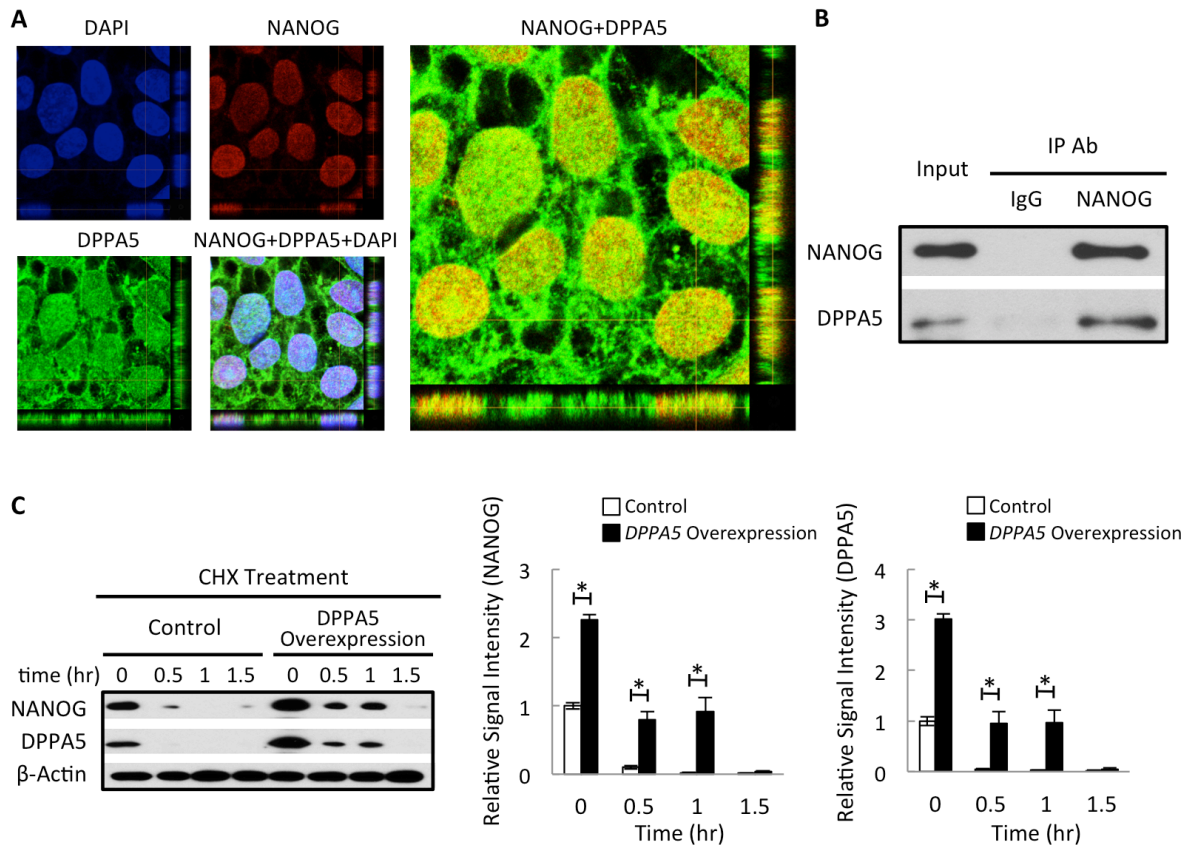 A
DAPI
NANOG
NANOG+DPPA5
DPPA5
NANOG+DPPA5+DAPI
B
Input
IP Ab
IgG
NANOG
NANOG
DPPA5
C
CHX Treatment
Control
DPPA5
Overexpression
time (hr)
0 0.5 1 1.5 0 0.5 1 1.5
NANOG
DPPA5
β-Actin
Control
DPPA5 Overexpression
Relative Signal Intensity (NANOG)
3
2
1
0
* * *
0 0.5 1 1.5
Time (hr)
Control
DPPA5 Overexpression
Relative Signal Intensity (DPPA5)
4
3
2
1
0
* * *
0 0.5 1 1.5
Time (hr)